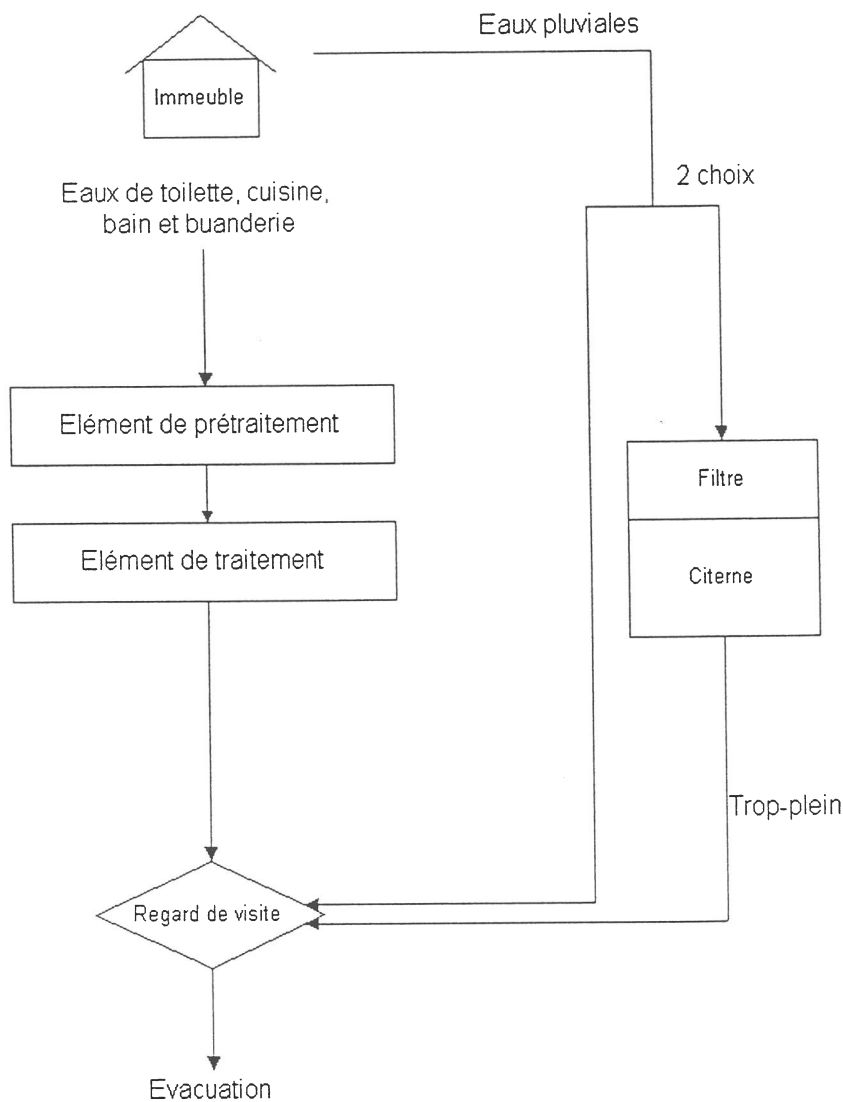 Eaux pluviales
Immeuble
2 choix
Eaux de toilette, cuisine,
bain et buanderie
Elément de prétraitement
Filtre
Elément de traitement
Citerne
Trop-plein
Regard de visite
Evacuation